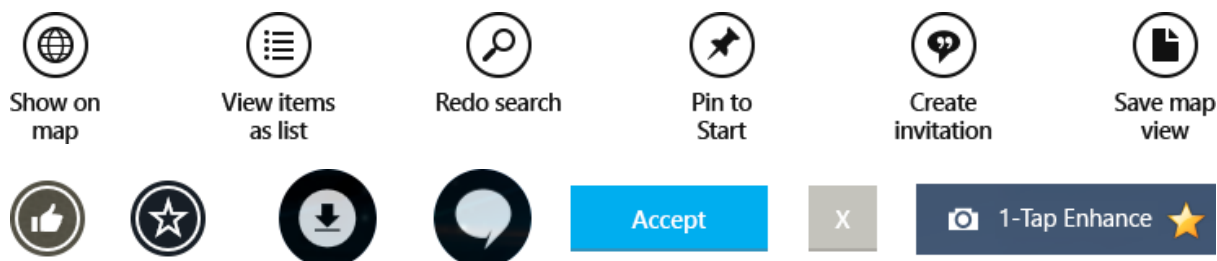 Show on
map
View items
as list
Redo search
Pin to
Start
Create
invitation
Save map
view
Accept
X
1-Tap Enhance